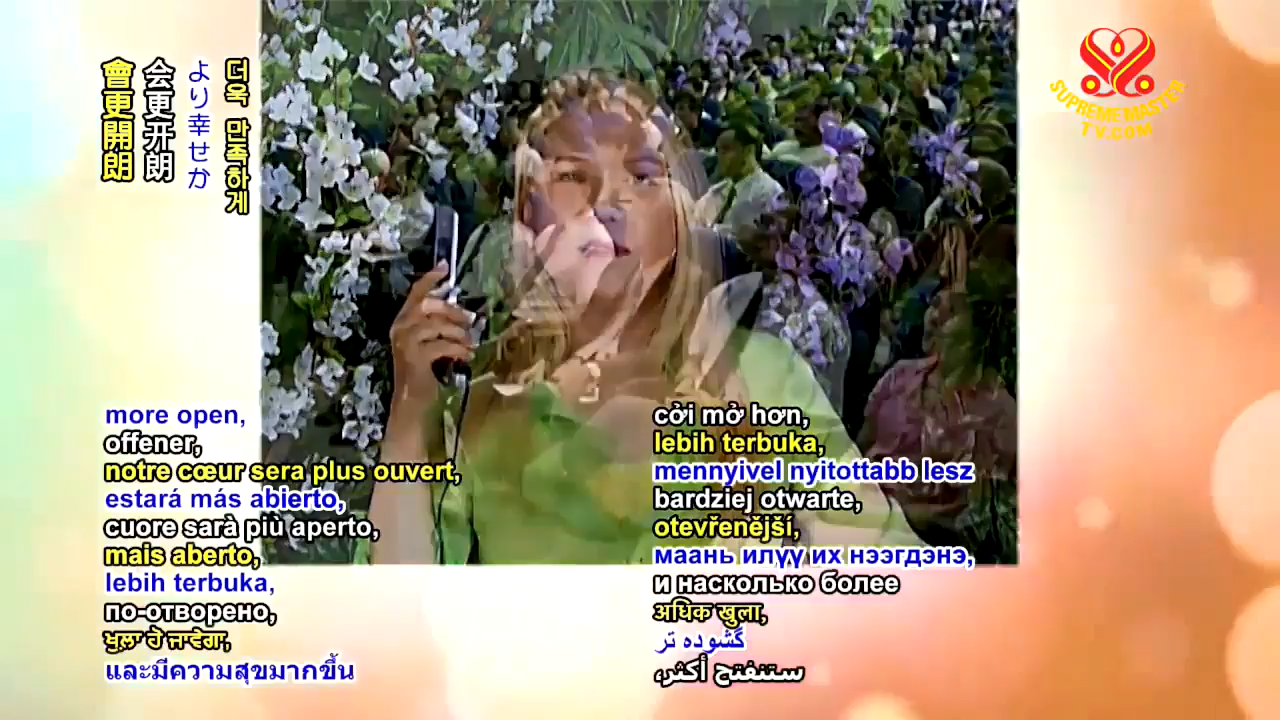 會更開朗
会更开朗
より幸せか
더욱 만족하게
SUPREME MASTER
TV.COM
more open,
offener,
notre cœur sera plus ouvert,
estará más abierto,
cuore sarà più aperto,
mais aberto,
lebih terbuka,
по-отворено,
ਖੁਲਾ ਹੋ ਜਾਵੇਗਾ,
และมีความสุขมากขึ้น
cởi mở hơn,
lebih terbuka,
mennyivel nyitottabb lesz
bardziej otwarte,
otevřenější,
маань илүү их нээгдэнэ,
и насколько более
अधिक खुला,
گشوده تر
ستنفتح أكثر،